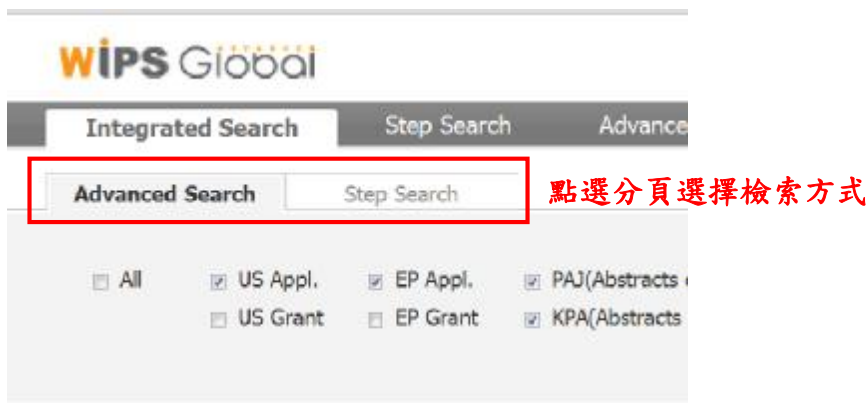 WiPS Global
Integrated Search Step Search Advance
Advanced Search Step Search 點選分頁選擇檢索方式
All US Appl. EP Appl. PAJ(Abstracts
US Grant EP Grant KPA(Abstracts